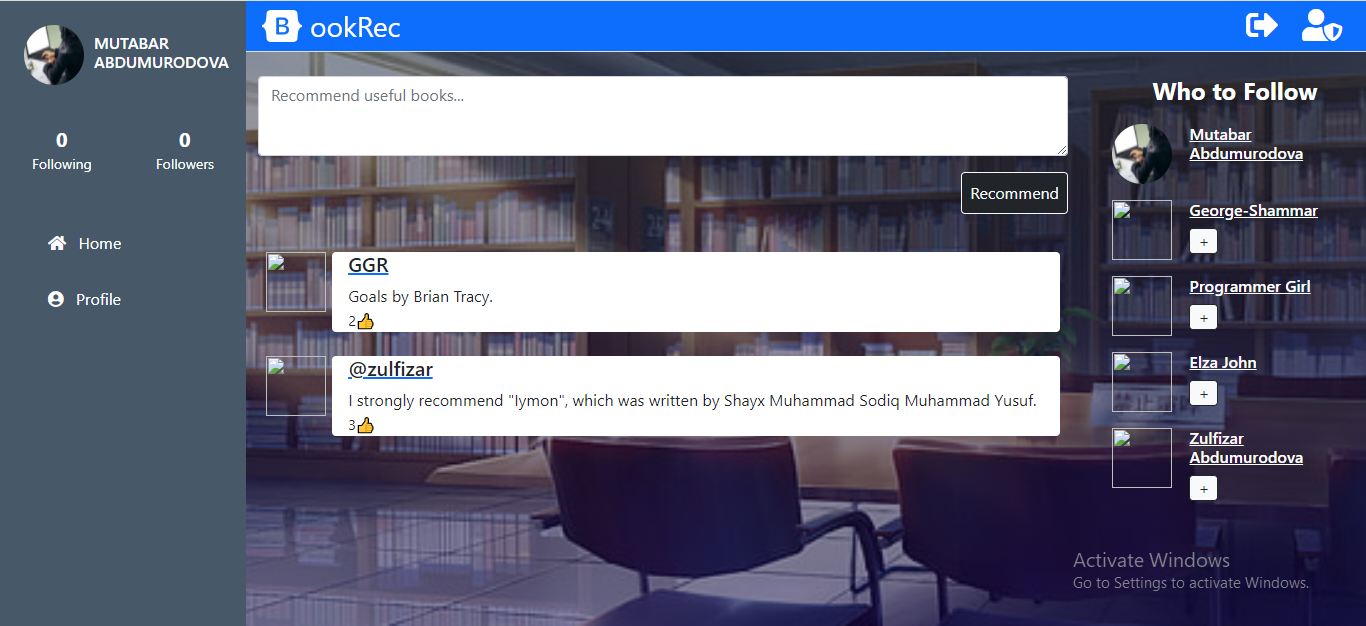 MUTABAR
ABDUMURODOVA
0
Following
0
Followers
Home
Profile
B
ookRec
Recommend useful books...
Recommend
GGR
Goals by Brian Tracy.
2👍
@zulfizar
I strongly recommend "Iymon", which was written by Shayx Muhammad Sodiq Muhammad Yusuf.
3👍
Who to Follow
Mutabar
Abdumurodova
George-Shammar
+
Programmer Girl
+
Elza John
+
Zulfizar
Abdumurodova
+
Activate Windows
Go to Settings to activate Windows.